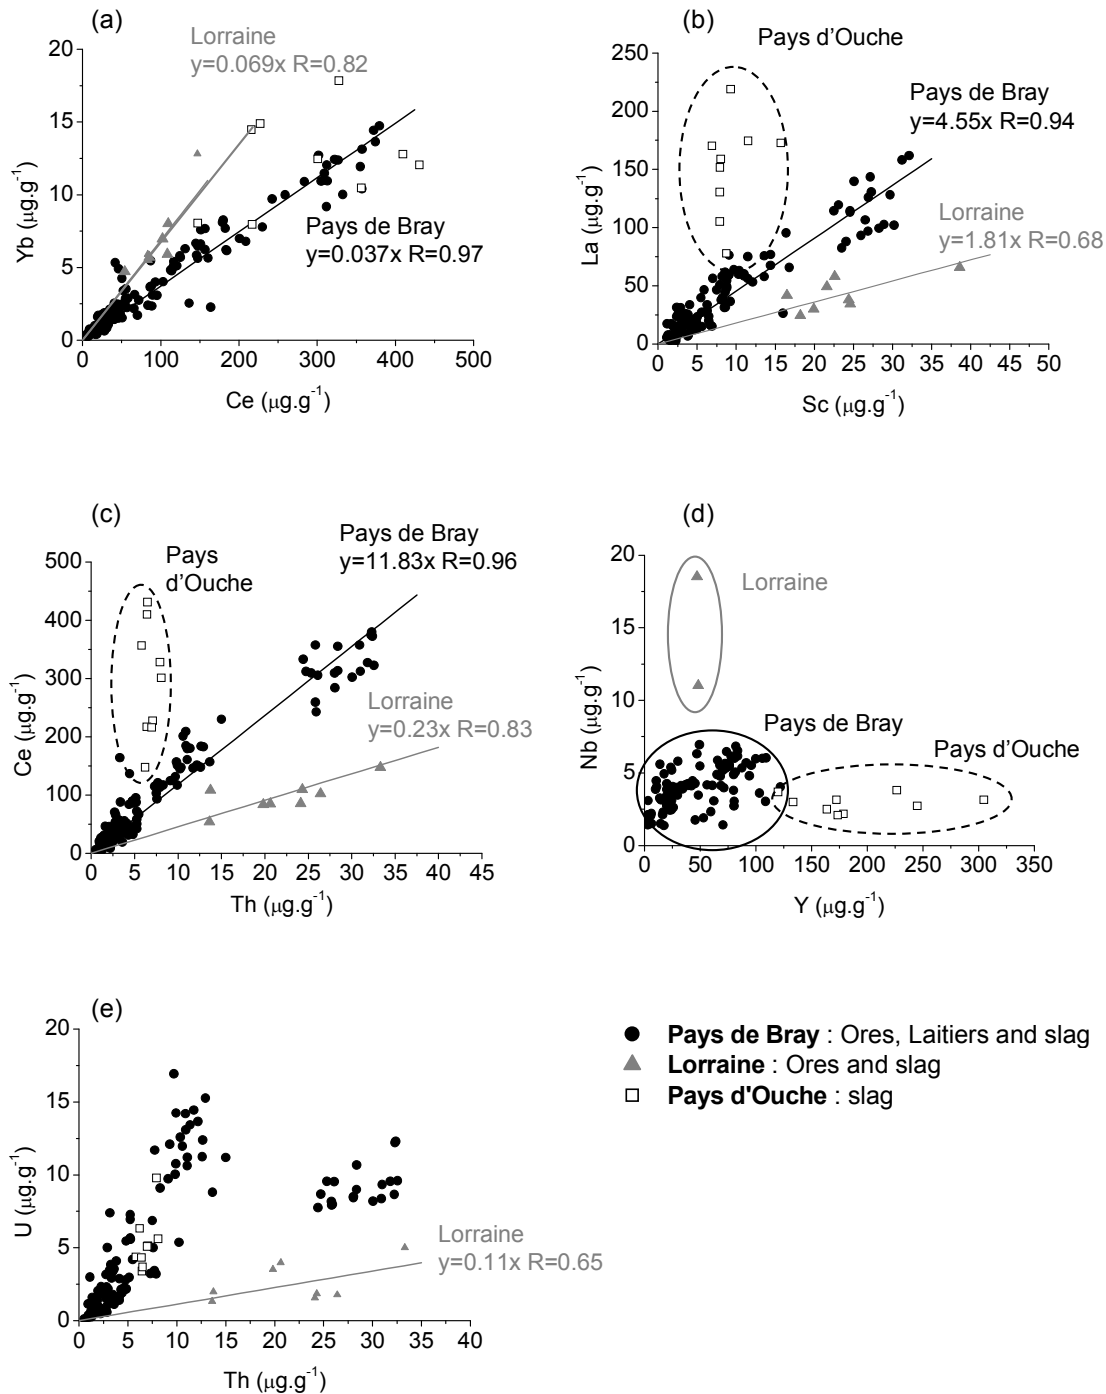 (a)
Lorraine
y=0.069x R=0.82
Pays de Bray
y=0.037x R=0.97
20
15
10
5
0
Yb (μg.g⁻¹)
0 100 200 300 400 500
Ce (μg.g⁻¹)
(b)
Pays d'Ouche
Pays de Bray
y=4.55x R=0.94
Lorraine
y=1.81x R=0.68
250
200
150
100
50
0
La (μg.g⁻¹)
0 5 10 15 20 25 30 35 40 45 50
Sc (μg.g⁻¹)
(c)
Pays
d'Ouche
Pays de Bray
y=11.83x R=0.96
Lorraine
y=0.23x R=0.83
500
400
300
200
100
0
Ce (μg.g⁻¹)
0 5 10 15 20 25 30 35 40 45
Th (μg.g⁻¹)
(d)
Lorraine
Pays de Bray
Pays d'Ouche
20
15
10
5
0
Nb (μg.g⁻¹)
0 50 100 150 200 250 300 350
Y (μg.g⁻¹)
(e)
Lorraine
y=0.11x R=0.65
20
15
10
5
0
U (μg.g⁻¹)
0 5 10 15 20 25 30 35 40
Th (μg.g⁻¹)
Pays de Bray : Ores, Laitiers and slag
Lorraine : Ores and slag
Pays d'Ouche : slag